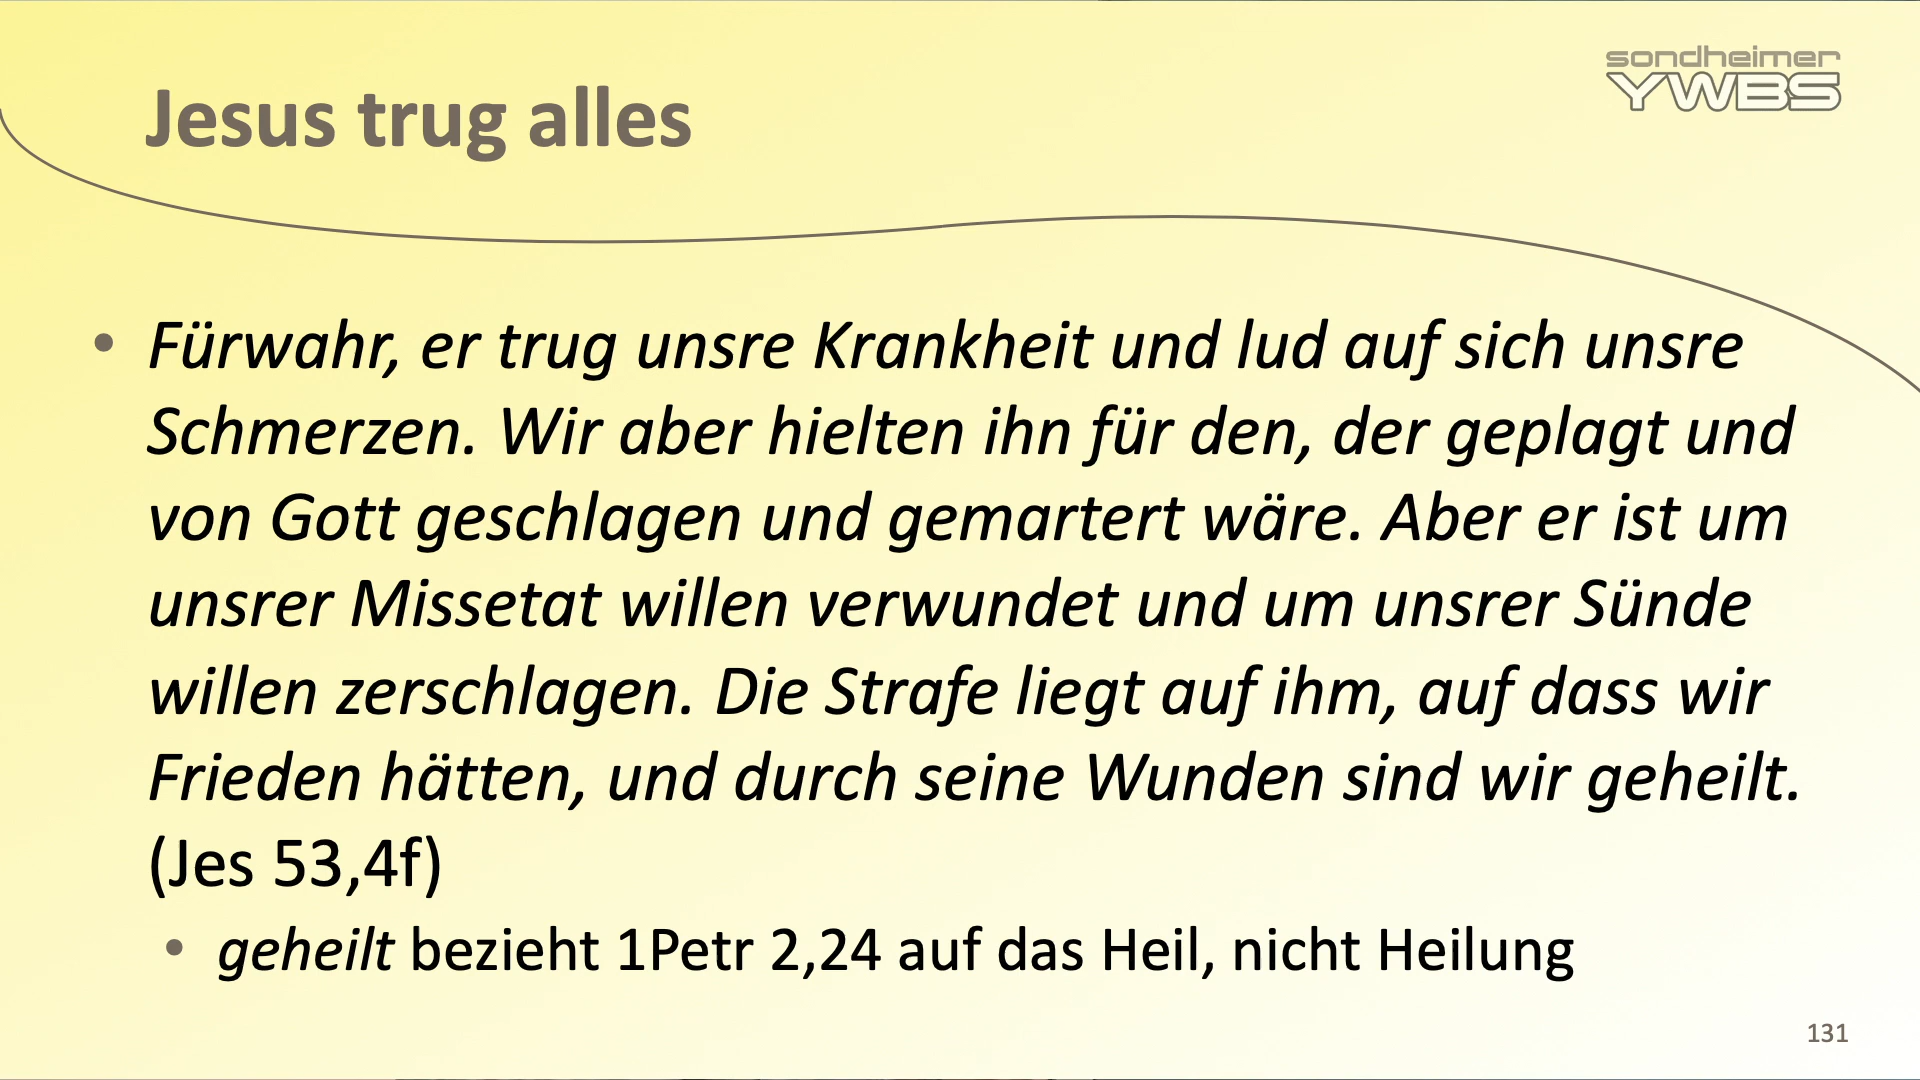 sondheimer
YWBS
Jesus trug alles
• Fürwahr, er trug unsre Krankheit und lud auf sich unsre
Schmerzen. Wir aber hielten ihn für den, der geplagt und
von Gott geschlagen und gemartert wäre. Aber er ist um
unsrer Missetat willen verwundet und um unsrer Sünde
willen zerschlagen. Die Strafe liegt auf ihm, auf dass wir
Frieden hätten, und durch seine Wunden sind wir geheilt.
(Jes 53,4f)
• geheilt bezieht 1Petr 2,24 auf das Heil, nicht Heilung
131